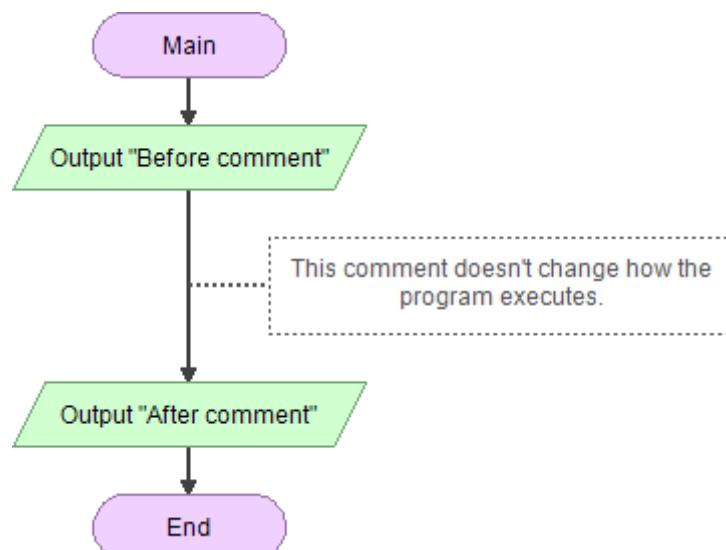 Main
Output "Before comment"
This comment doesn't change how the
program executes.
Output "After comment"
End